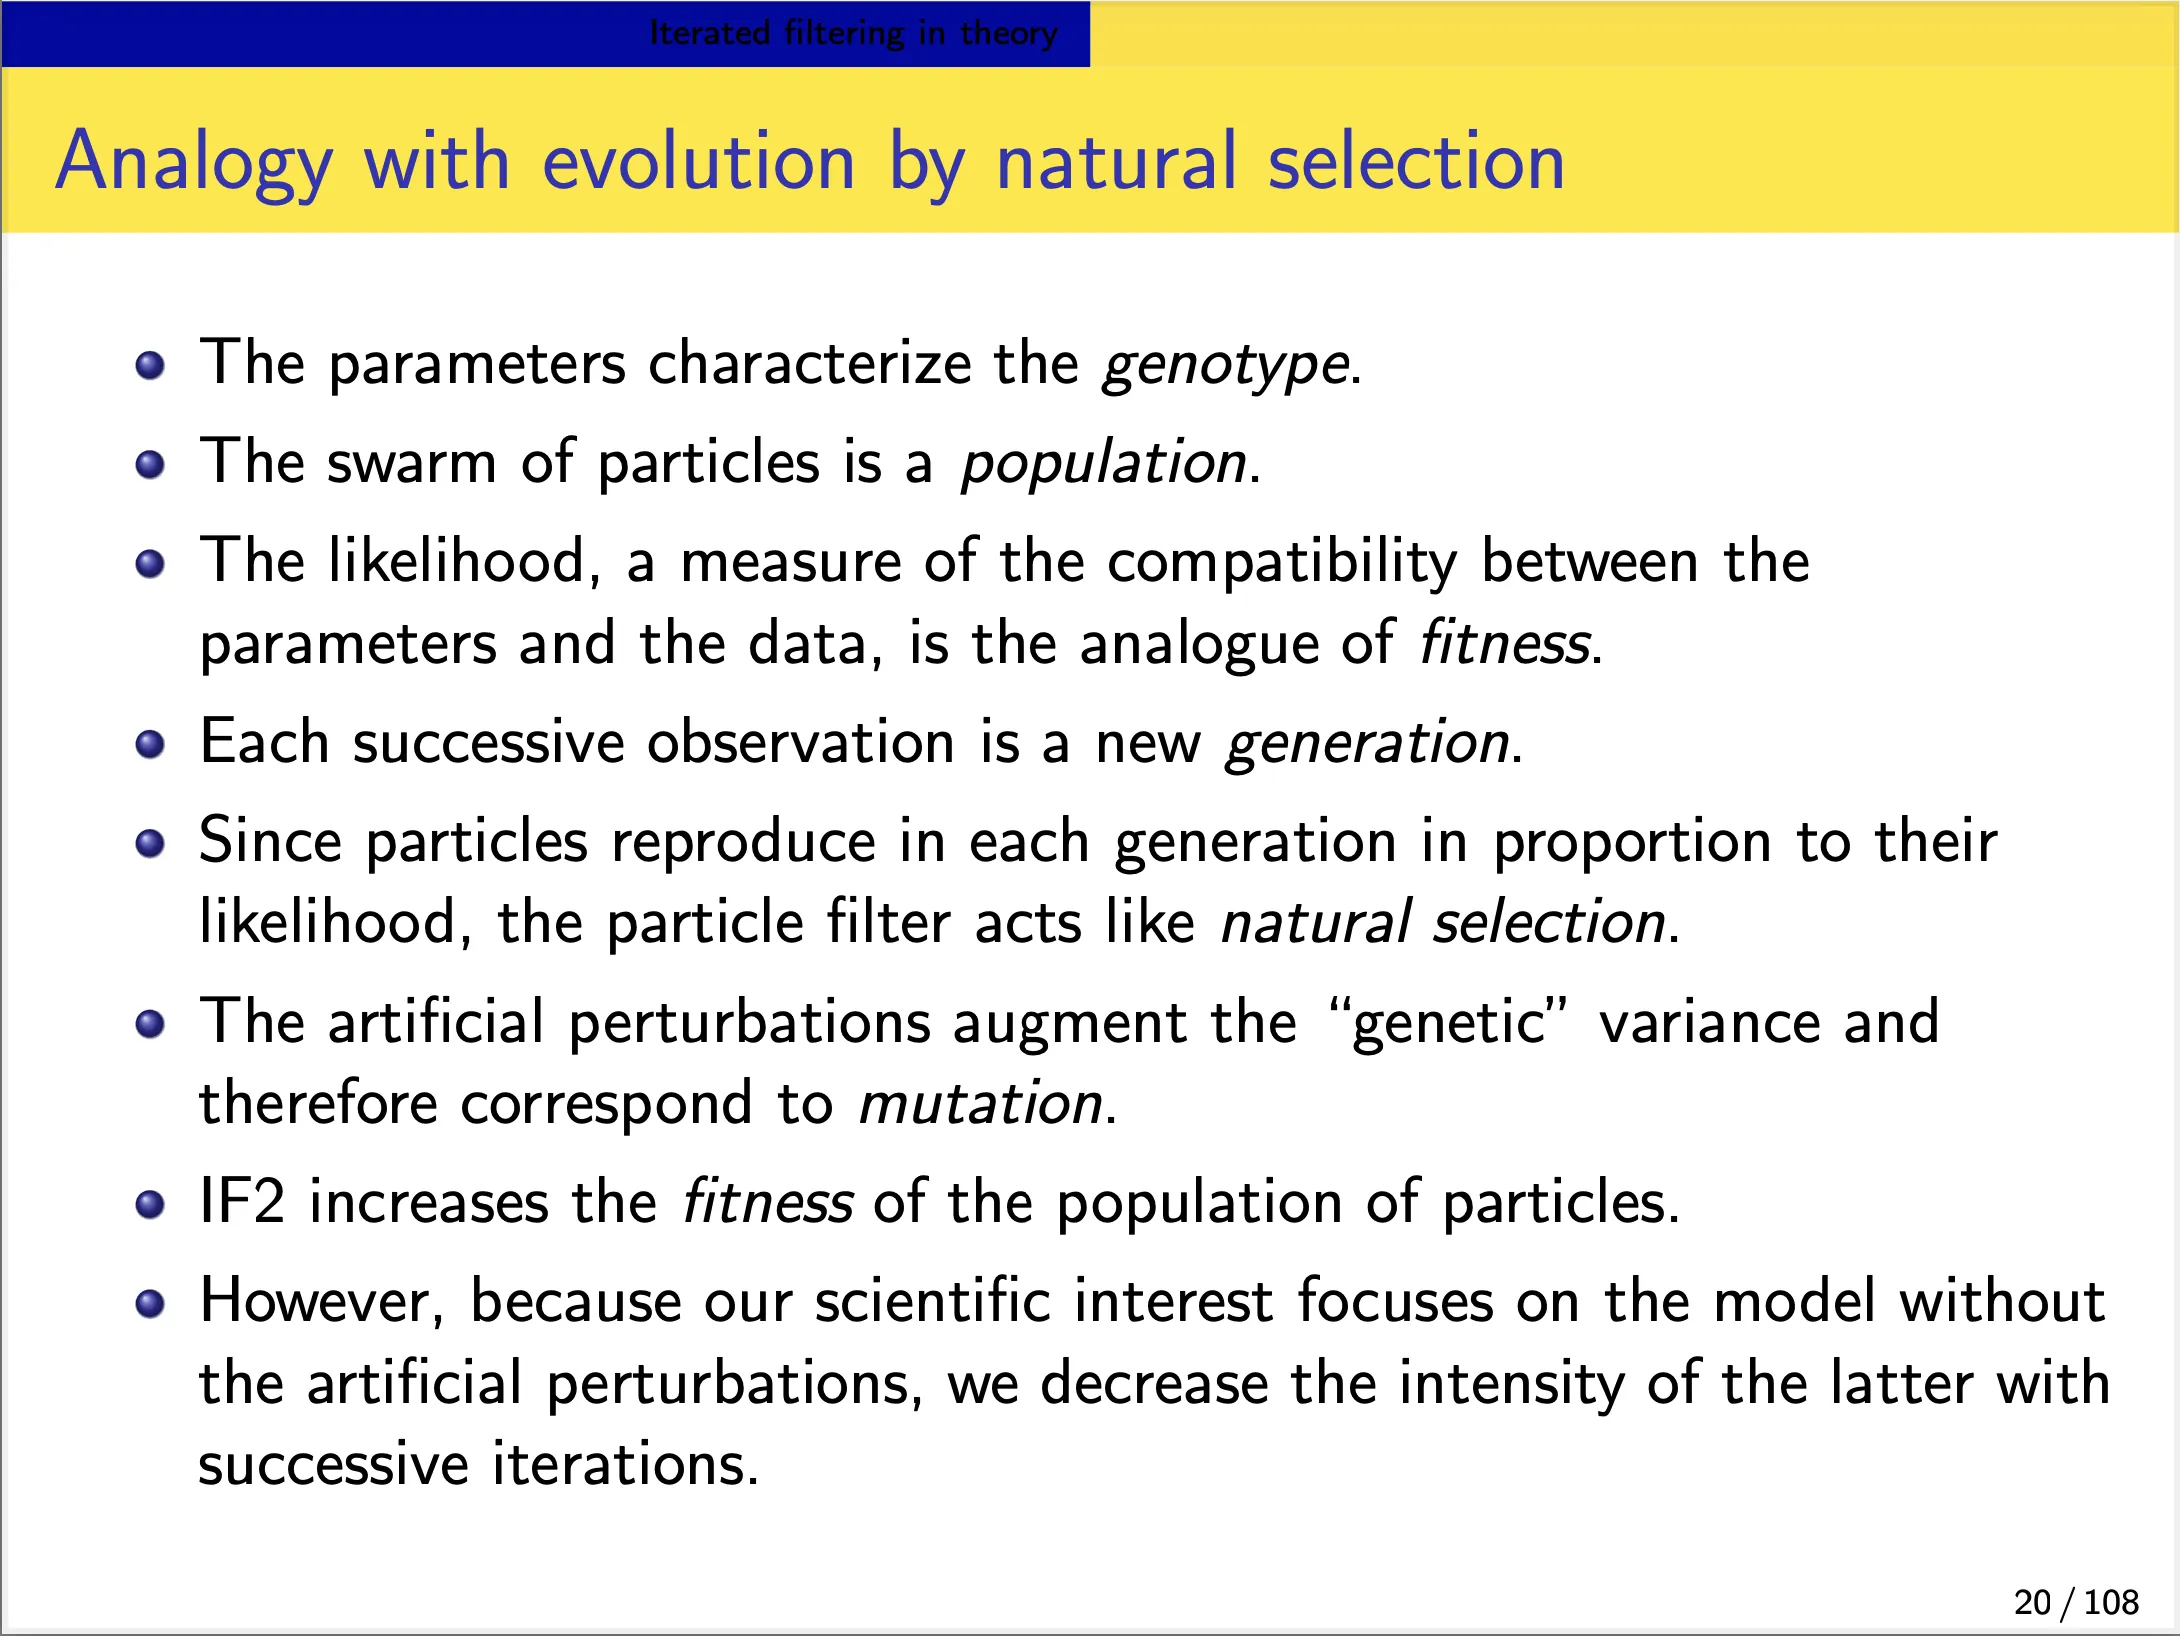 Iterated filtering in theory
Analogy with evolution by natural selection
The parameters characterize the genotype.
The swarm of particles is a population.
The likelihood, a measure of the compatibility between the
parameters and the data, is the analogue of fitness.
Each successive observation is a new generation.
Since particles reproduce in each generation in proportion to their
likelihood, the particle filter acts like natural selection.
The artificial perturbations augment the “genetic” variance and
therefore correspond to mutation.
IF2 increases the fitness of the population of particles.
However, because our scientific interest focuses on the model without
the artificial perturbations, we decrease the intensity of the latter with
successive iterations.
20 / 108